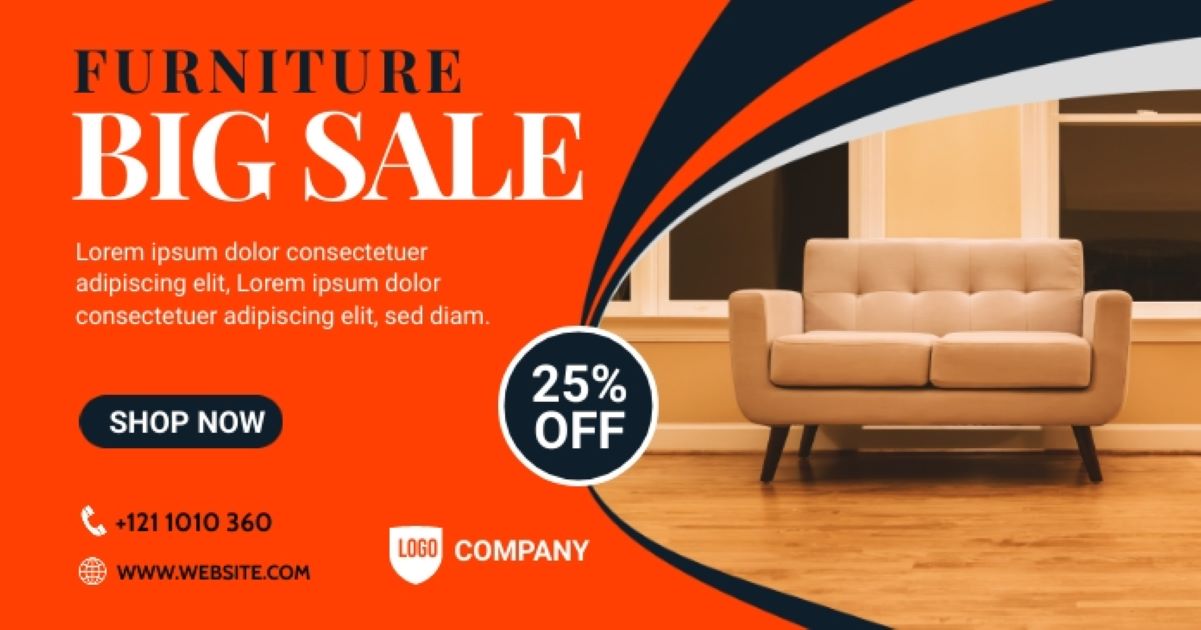 FURNITURE
BIG SALE
Lorem ipsum dolor consectetuer
adipiscing elit, Lorem ipsum dolor
consectetuer adipiscing elit, sed diam.
25%
OFF
SHOP NOW
+121 1010 360
WWW.WEBSITE.COM
LOGO COMPANY